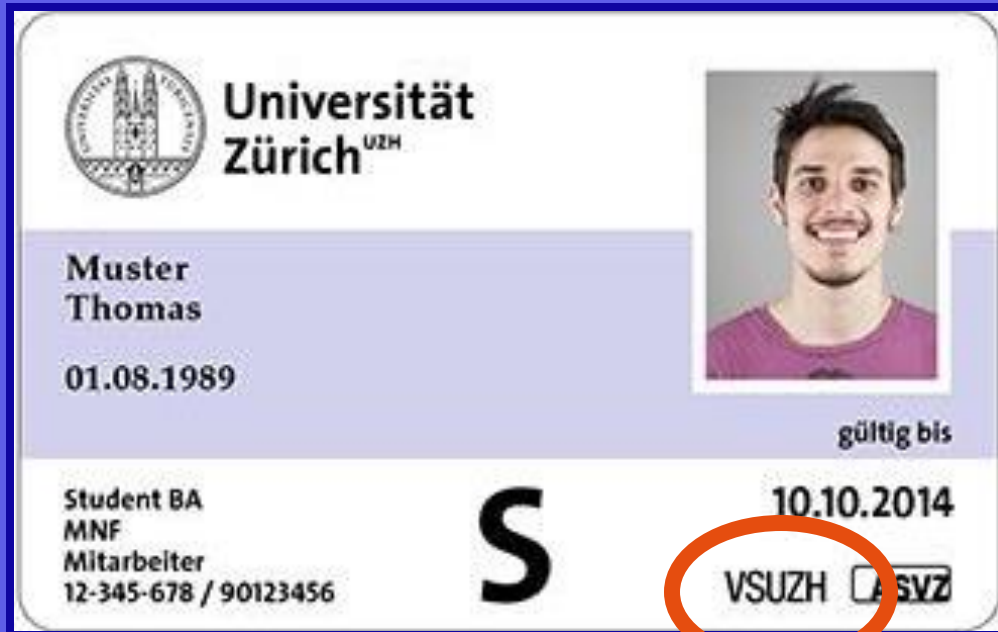 Universität
Zürich UZH
Muster
Thomas
01.08.1989
gültig bis
Student BA
MNF
Mitarbeiter
12-345-678 / 90123456
S
10.10.2014
VSUZH
ASVZ